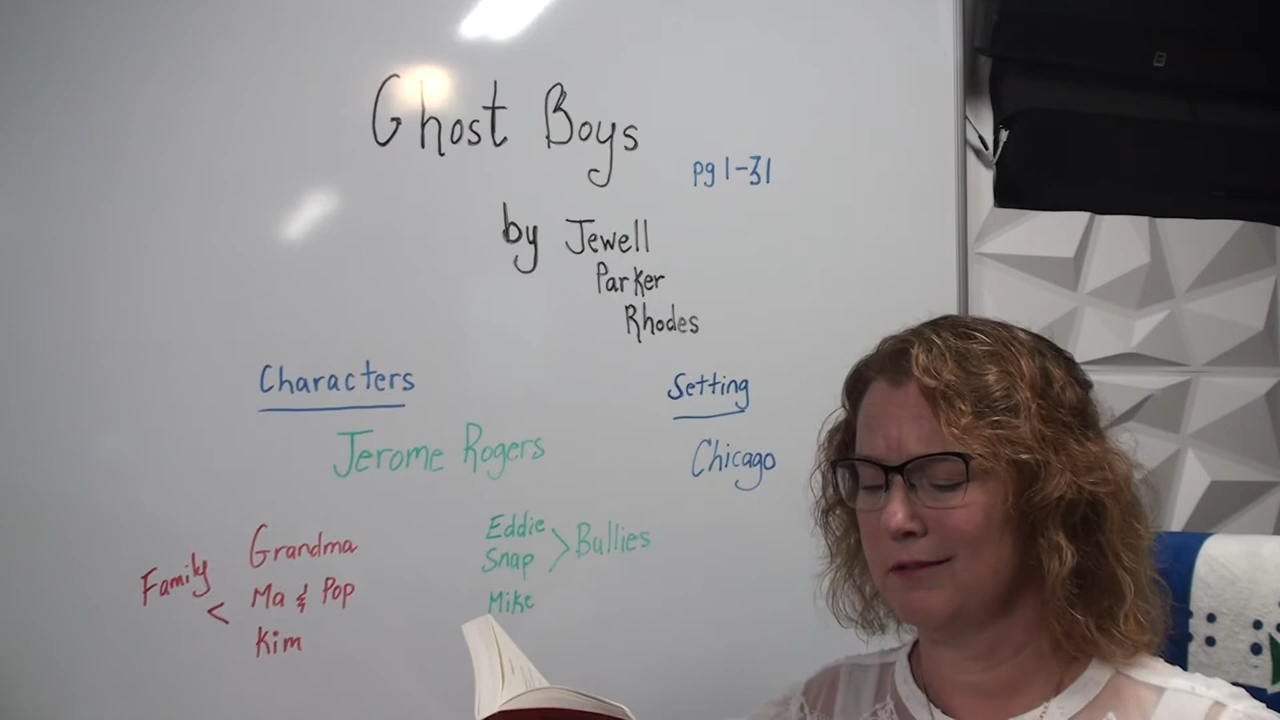 Ghost Boys
pg 1-31
by Jewell
Parker
Rhodes
Characters
Setting
Jerome Rogers
Chicago
Family < Grandma
Ma & Pop
Kim
Eddie
Snap > Bullies
Mike